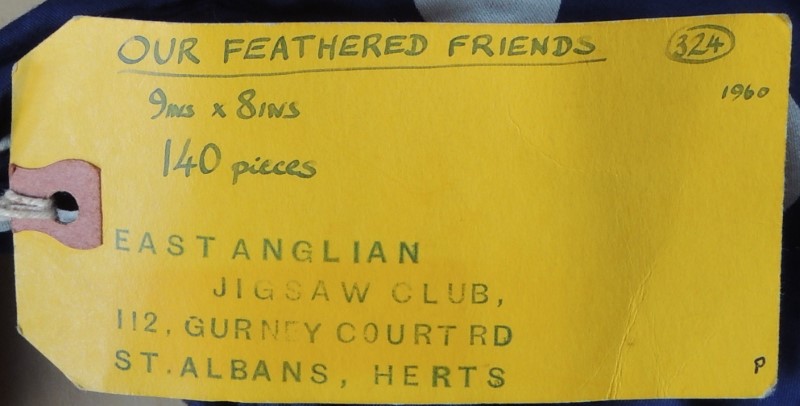 OUR FEATHERED FRIENDS
324
9ins x 8ins
1960
140 pieces
EAST ANGLIAN
JIGSAW CLUB,
112, GURNEY COURT RD
ST. ALBANS, HERTS
P